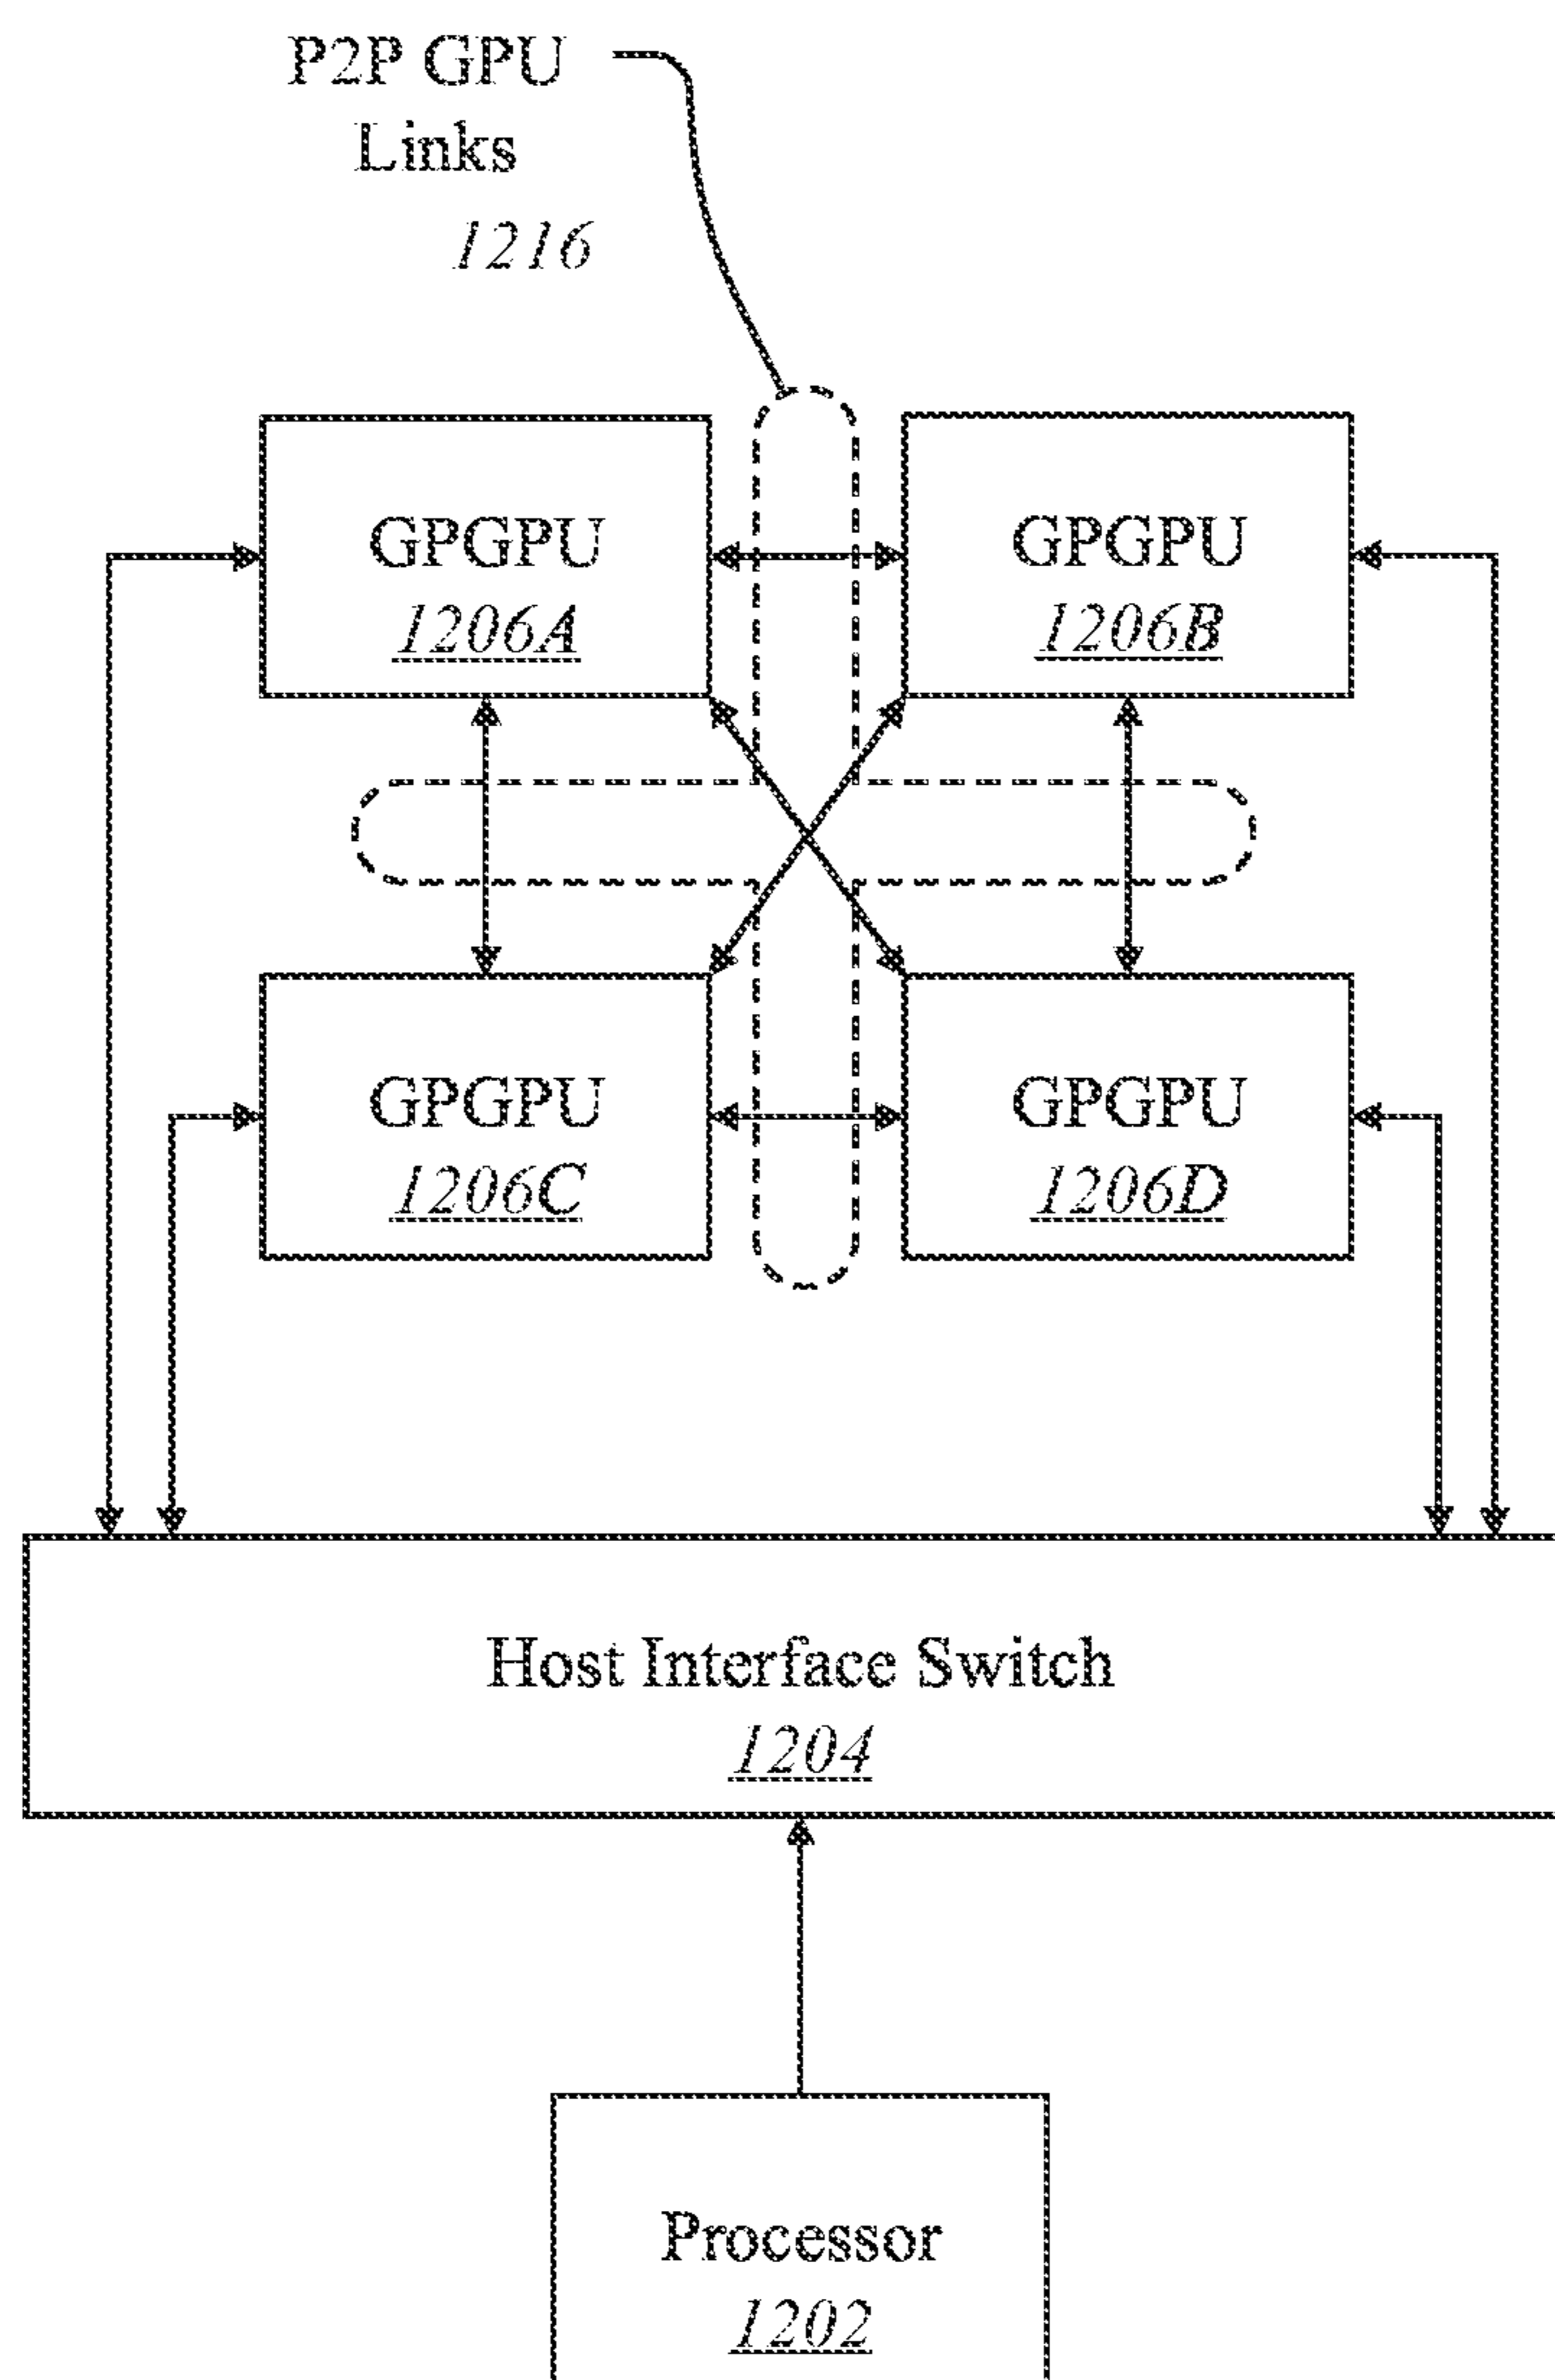 P2P GPU
Links
1216
GPGPU
1206A
GPGPU
1206B
GPGPU
1206C
GPGPU
1206D
Host Interface Switch
1204
Processor
1202